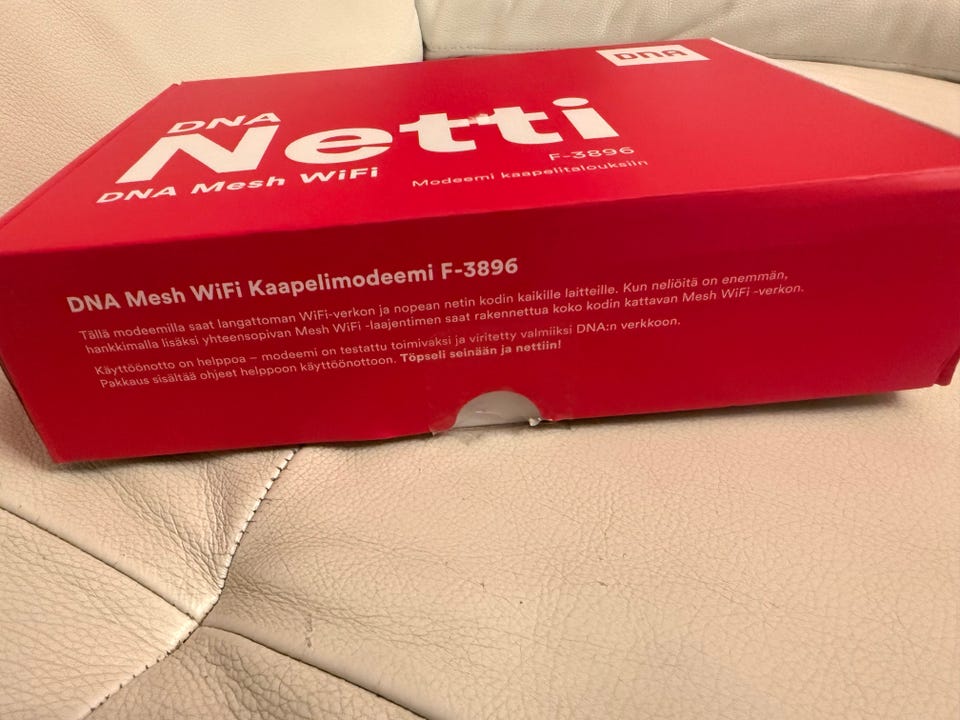 DNA
DNA
Netti
DNA Mesh WiFi
F-3896
Modeemi kaapelitalouksiin
DNA Mesh WiFi Kaapelimodeemi F-3896
Tällä modeemilla saat langattoman WiFi-verkon ja nopean netin kodin kaikille laitteille. Kun neliöitä on enemmän,
hankkimalla lisäksi yhteensopivan Mesh WiFi -laajentimen saat rakennettua koko kodin kattavan Mesh WiFi -verkon.
Käyttöönotto on helppoa – modeemi on testattu toimivaksi ja viritetty valmiiksi DNA:n verkkoon.
Pakkaus sisältää ohjeet helppoon käyttöönottoon. Töpseli seinään ja nettiin!